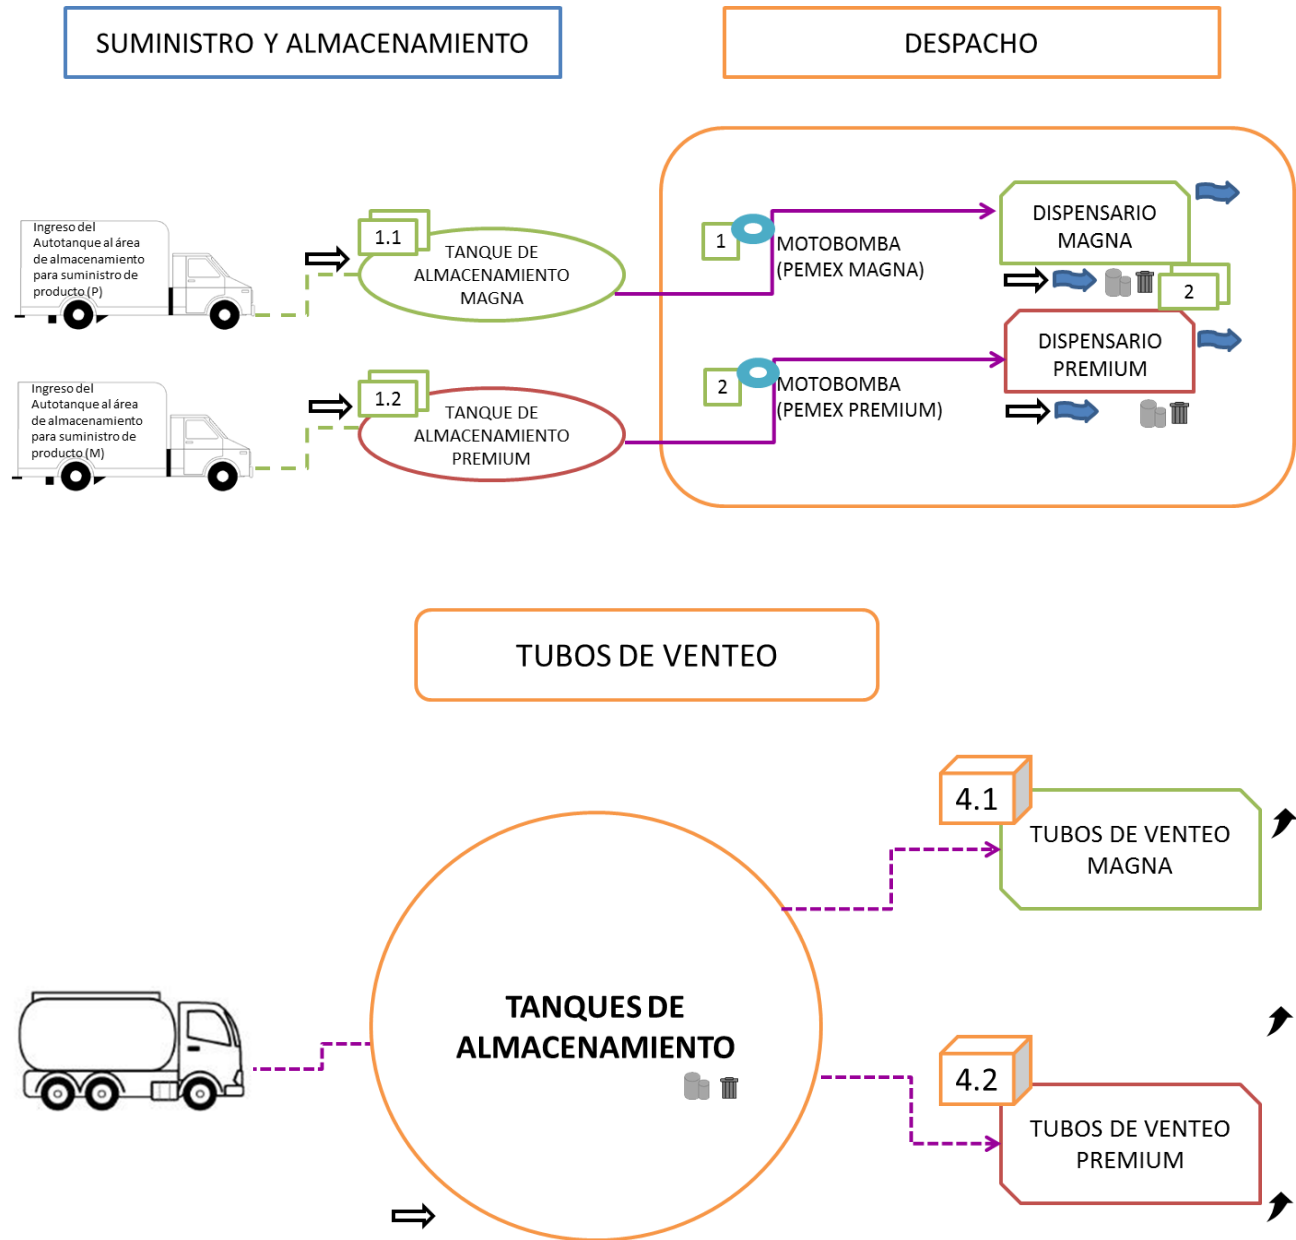 SUMINISTRO Y ALMACENAMIENTO
DESPACHO
Ingreso del
Autotanque al área
de almacenamiento
para suministro de
producto (P)
1.1
TANQUE DE
ALMACENAMIENTO
MAGNA
1
MOTOBOMBA
(PEMEX MAGNA)
DISPENSARIO
MAGNA
2
Ingreso del
Autotanque al área
de almacenamiento
para suministro de
producto (M)
1.2
TANQUE DE
ALMACENAMIENTO
PREMIUM
2
MOTOBOMBA
(PEMEX PREMIUM)
DISPENSARIO
PREMIUM
TUBOS DE VENTEO
4.1
TUBOS DE VENTEO
MAGNA
TANQUES DE
ALMACENAMIENTO
4.2
TUBOS DE VENTEO
PREMIUM